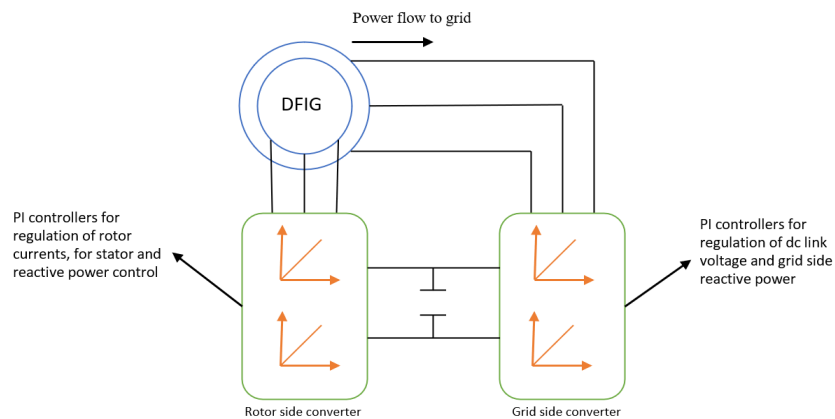 Power flow to grid
DFIG
PI controllers for
regulation of rotor
currents, for stator and
reactive power control
PI controllers for
regulation of dc link
voltage and grid side
reactive power
Rotor side converter
Grid side converter